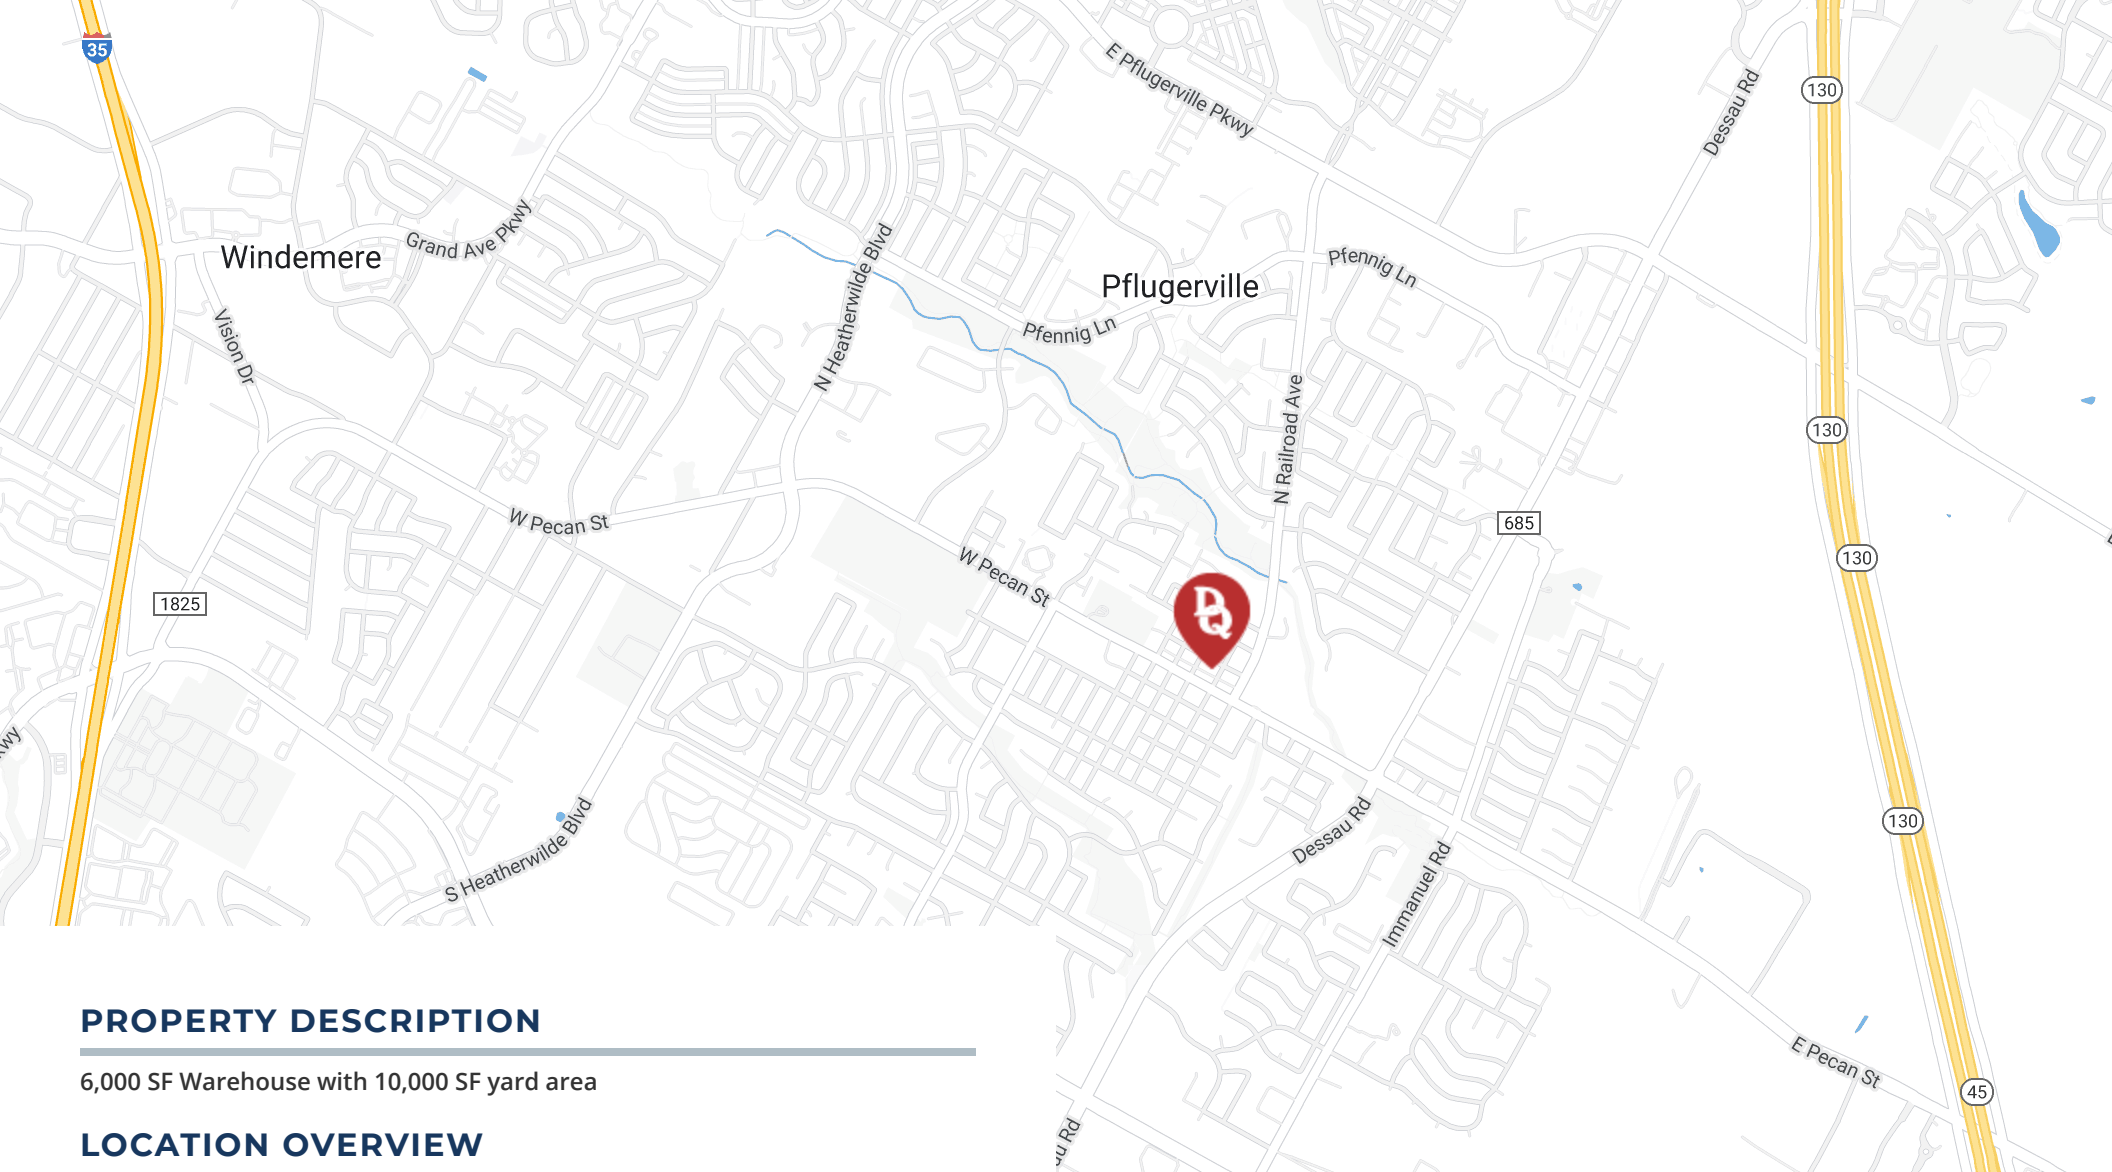 35
E Pflugerville Pkwy
130
Dessau Rd
Grand Ave Pkwy
Windemere
N Heatherwilde Blvd
Pflugerville
Pfennig Ln
Pfennig Ln
Vision Dr
N Railroad Ave
130
W Pecan St
685
130
W Pecan St
1825
DQ
130
Dessau Rd
S Heatherwilde Blvd
Immanuel Rd
E Pecan St
45
Rd
PROPERTY DESCRIPTION
6,000 SF Warehouse with 10,000 SF yard area
LOCATION OVERVIEW